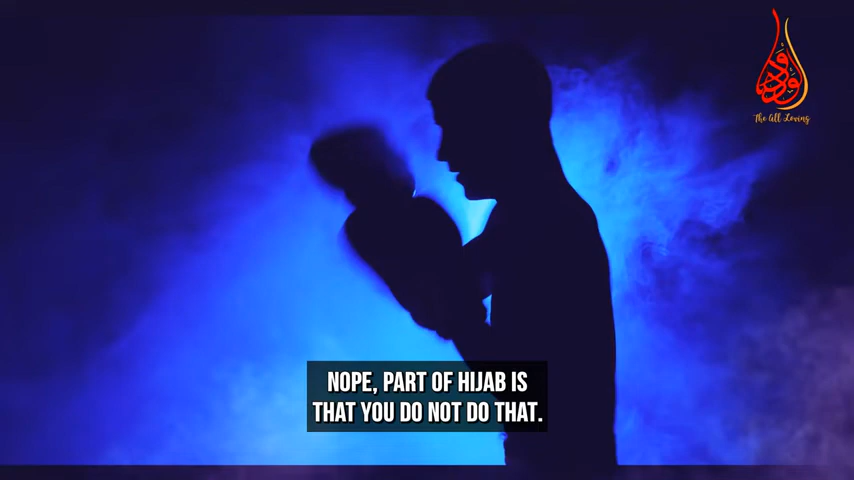 The All Loving
NOPE, PART OF HIJAB IS
THAT YOU DO NOT DO THAT.